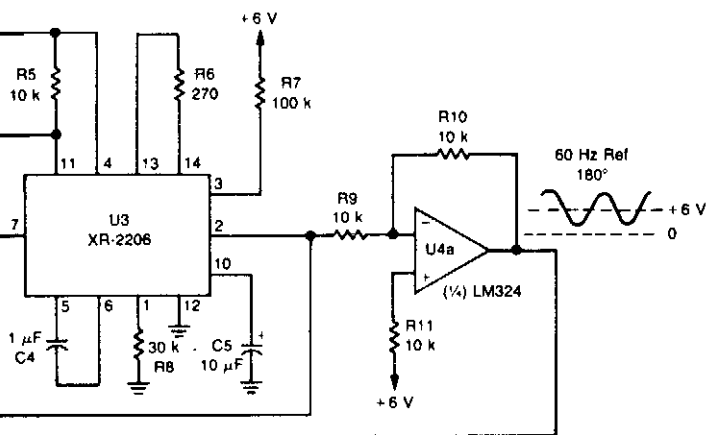 +6 V
R5
10 k
R6
270
R7
100 k
11
4
13
14
3
U3
XR-2206
7
2
10
5
6
1
12
1 µF
C4
30 k
R8
C5
10 µF
+
R9
10 k
R10
10 k
−
U4a
+
(¼) LM324
R11
10 k
+6 V
60 Hz Ref
180°
+6 V
0